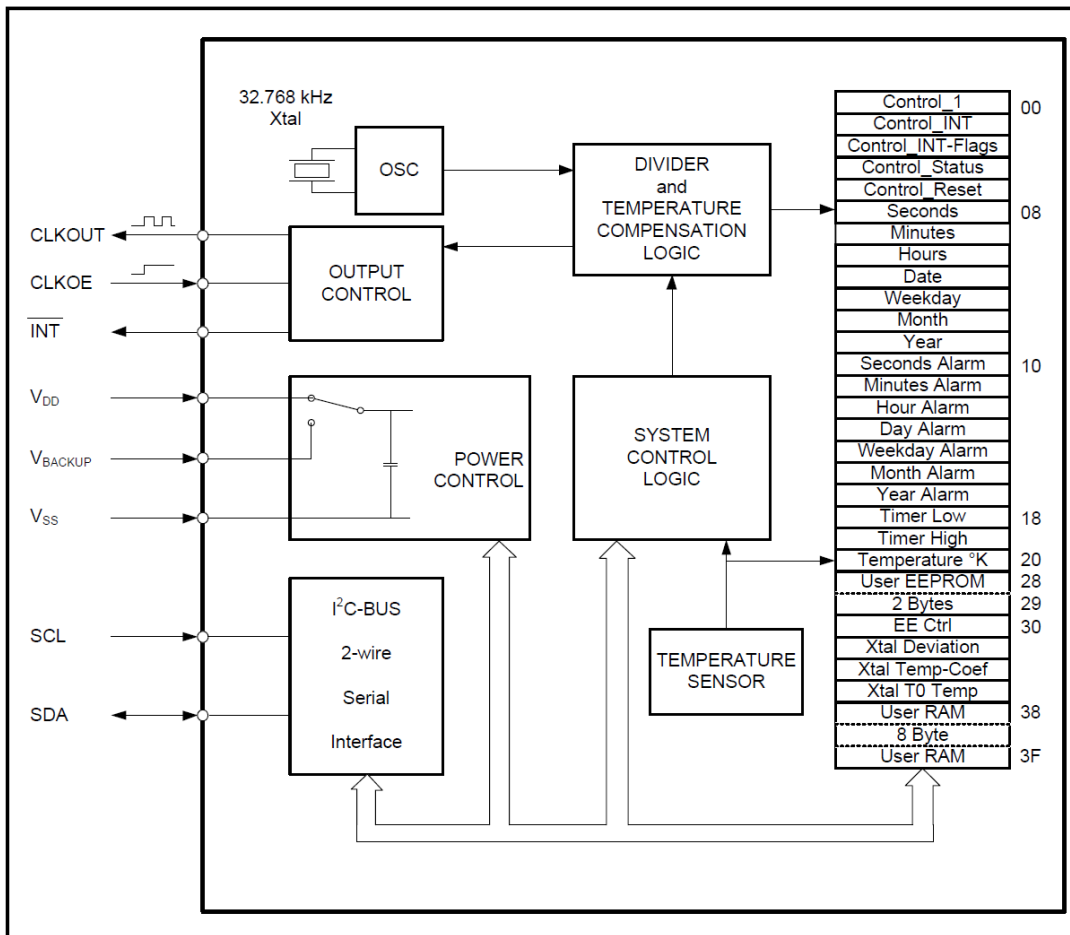 32.768 kHz
Xtal
OSC
DIVIDER
and
TEMPERATURE
COMPENSATION
LOGIC
CLKOUT
CLKOE
INT
OUTPUT
CONTROL
V_DD
V_BACKUP
V_SS
POWER
CONTROL
SYSTEM
CONTROL
LOGIC
SCL
SDA
I²C-BUS
2-wire
Serial
Interface
TEMPERATURE
SENSOR
Control_1 00
Control_INT
Control_INT-Flags
Control_Status
Control_Reset
Seconds 08
Minutes
Hours
Date
Weekday
Month
Year
Seconds Alarm 10
Minutes Alarm
Hour Alarm
Day Alarm
Weekday Alarm
Month Alarm
Year Alarm
Timer Low 18
Timer High
Temperature °K 20
User EEPROM 28
2 Bytes 29
EE Ctrl 30
Xtal Deviation
Xtal Temp-Coef
Xtal T0 Temp
User RAM 38
8 Byte
User RAM 3F